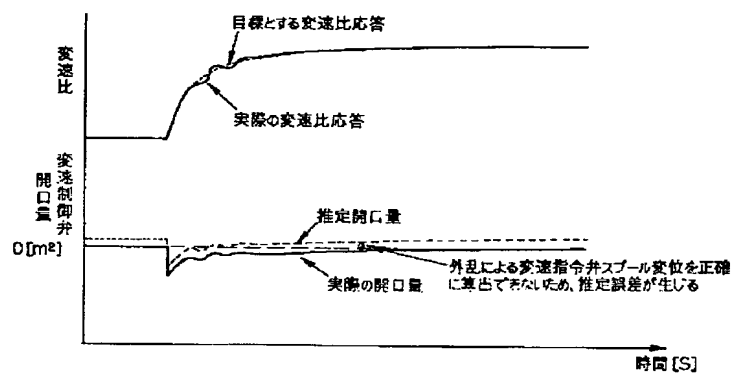 目標とする変速比応答
変速比
実際の変速比応答
変速制御弁
開口量
推定開口量
0[m²]
外乱による変速指令弁スプール変位を正確
に算出できないため、推定誤差が生じる
実際の開口量
時間[S]